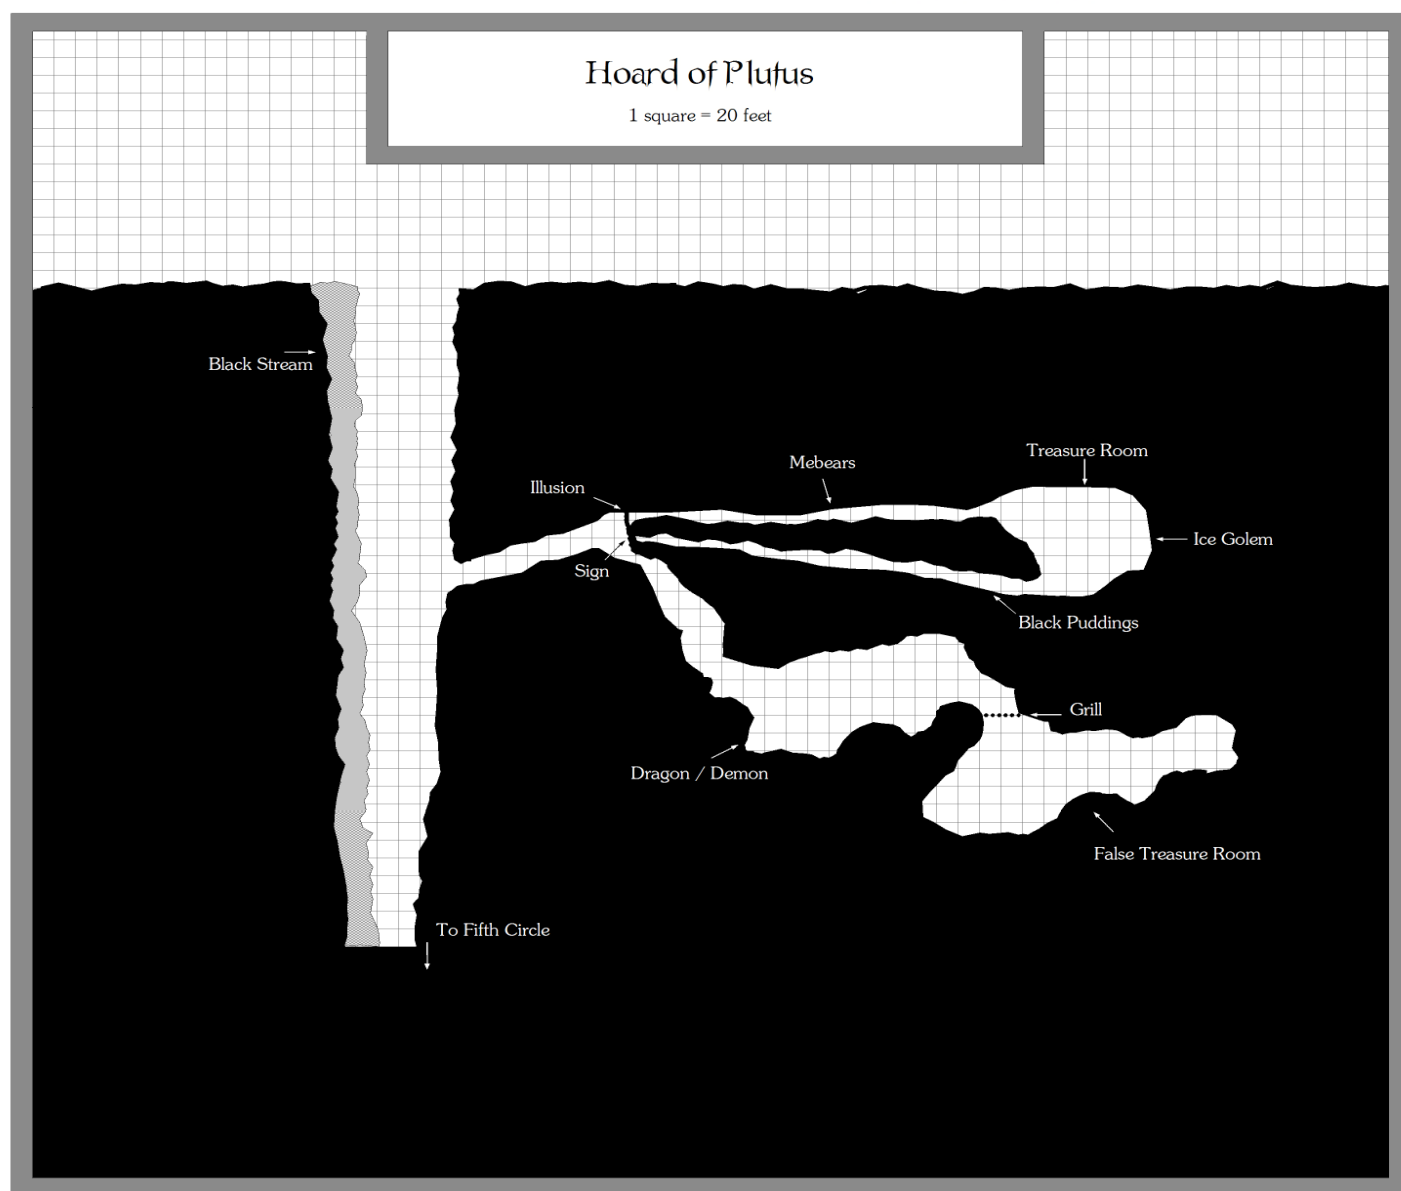 Hoard of Plutus
1 square = 20 feet
Black Stream
Treasure Room
Mebears
Illusion
Ice Golem
Sign
Black Puddings
Grill
Dragon / Demon
False Treasure Room
To Fifth Circle